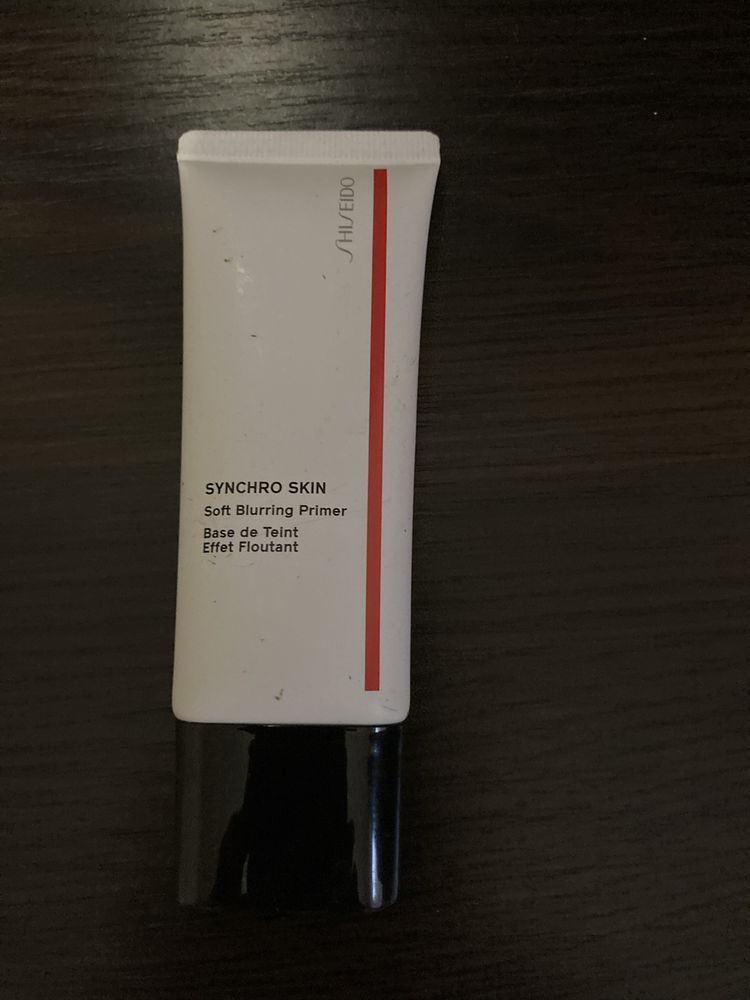 SHISEIDO
SYNCHRO SKIN
Soft Blurring Primer
Base de Teint
Effet Floutant